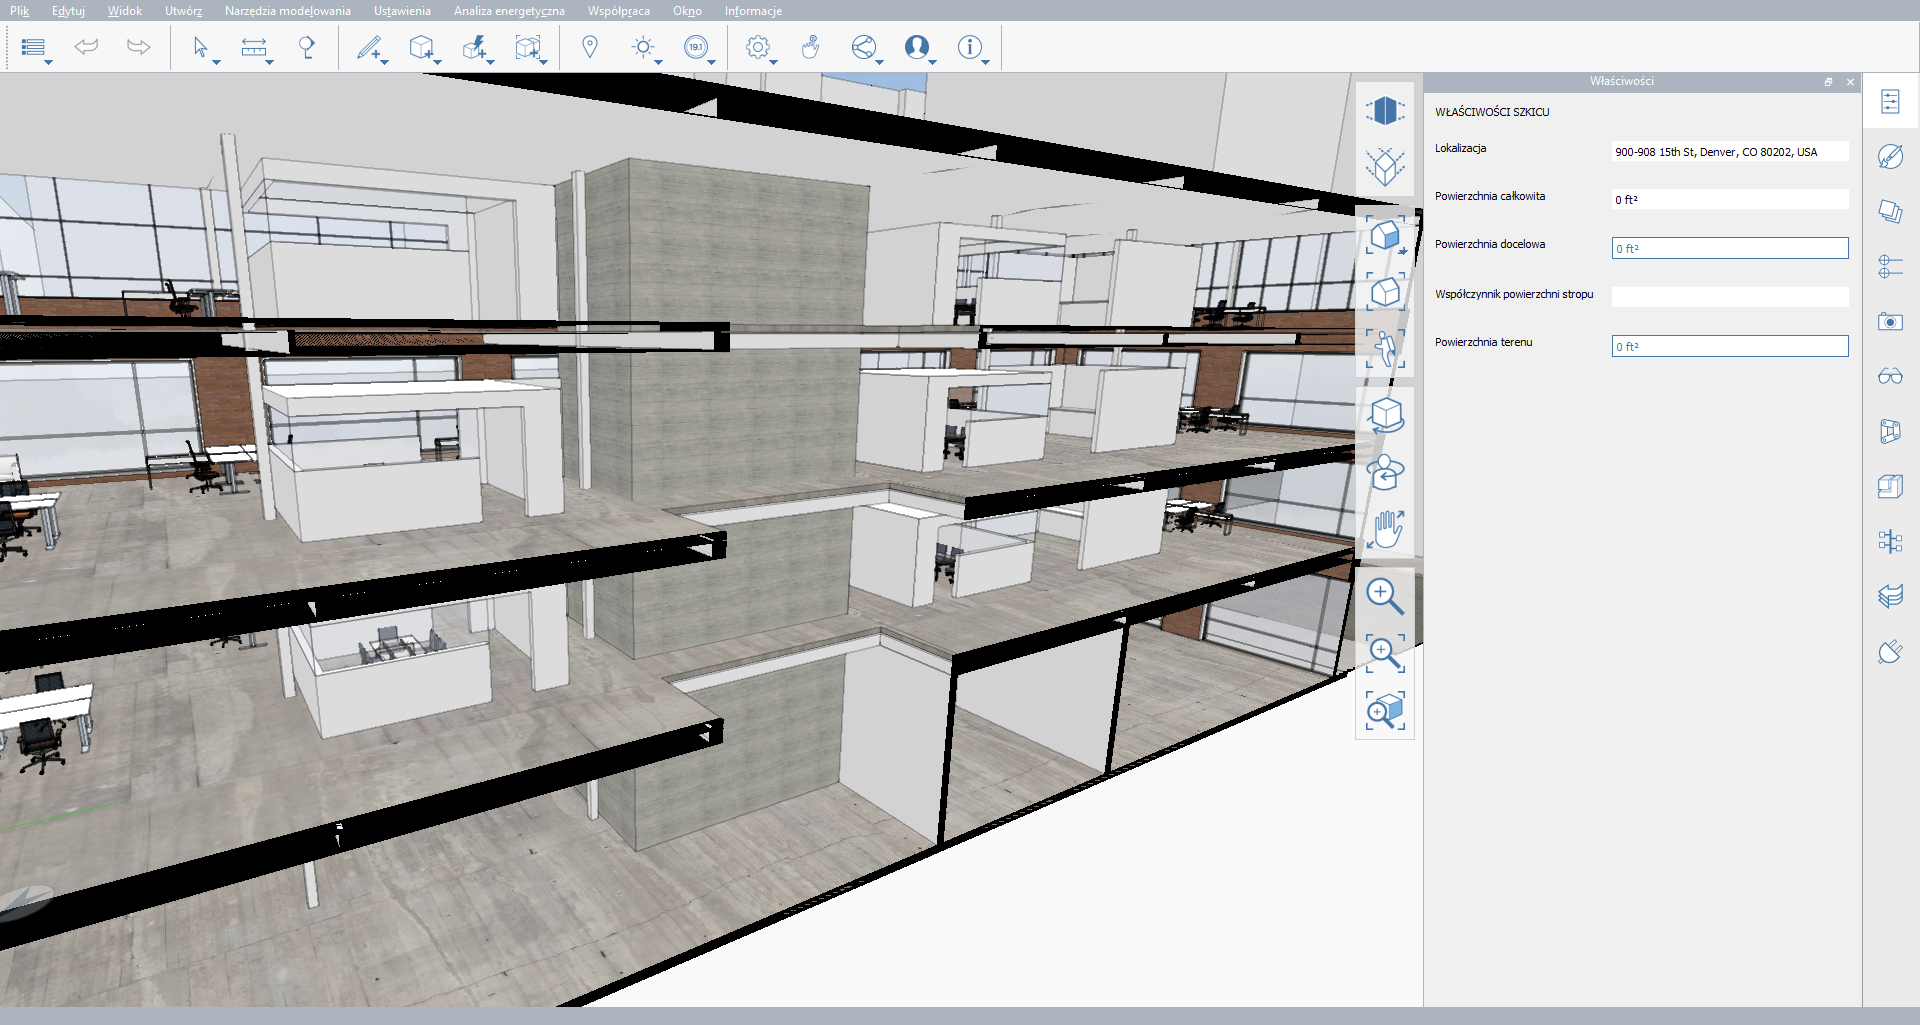 Plik Edytuj Widok Utwórz Narzędzia modelowania Ustawienia Analiza energetyczna Współpraca Okno Informacje
19.1
Właściwości
WŁAŚCIWOŚCI SZKICU
Lokalizacja 900-908 15th St, Denver, CO 80202, USA
Powierzchnia całkowita 0 ft²
Powierzchnia docelowa 0 ft²
Współczynnik powierzchni stropu
Powierzchnia terenu 0 ft²